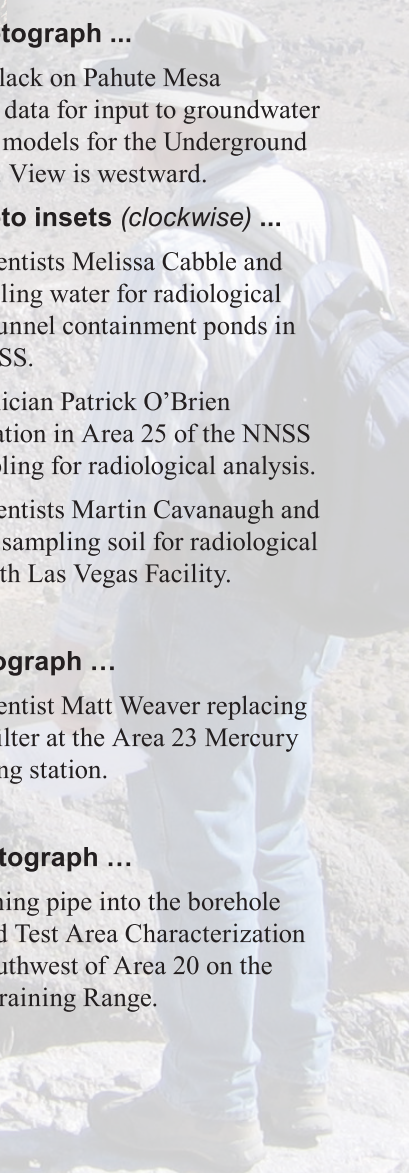 tograph ...
lack on Pahute Mesa
data for input to groundwater
models for the Underground
View is westward.
to insets (clockwise) ...
entists Melissa Cabble and
ling water for radiological
unnel containment ponds in
SS.
ician Patrick O’Brien
ation in Area 25 of the NNSS
ling for radiological analysis.
entists Martin Cavanaugh and
sampling soil for radiological
th Las Vegas Facility.
ograph …
entist Matt Weaver replacing
ilter at the Area 23 Mercury
ng station.
tograph …
ning pipe into the borehole
d Test Area Characterization
uthwest of Area 20 on the
raining Range.